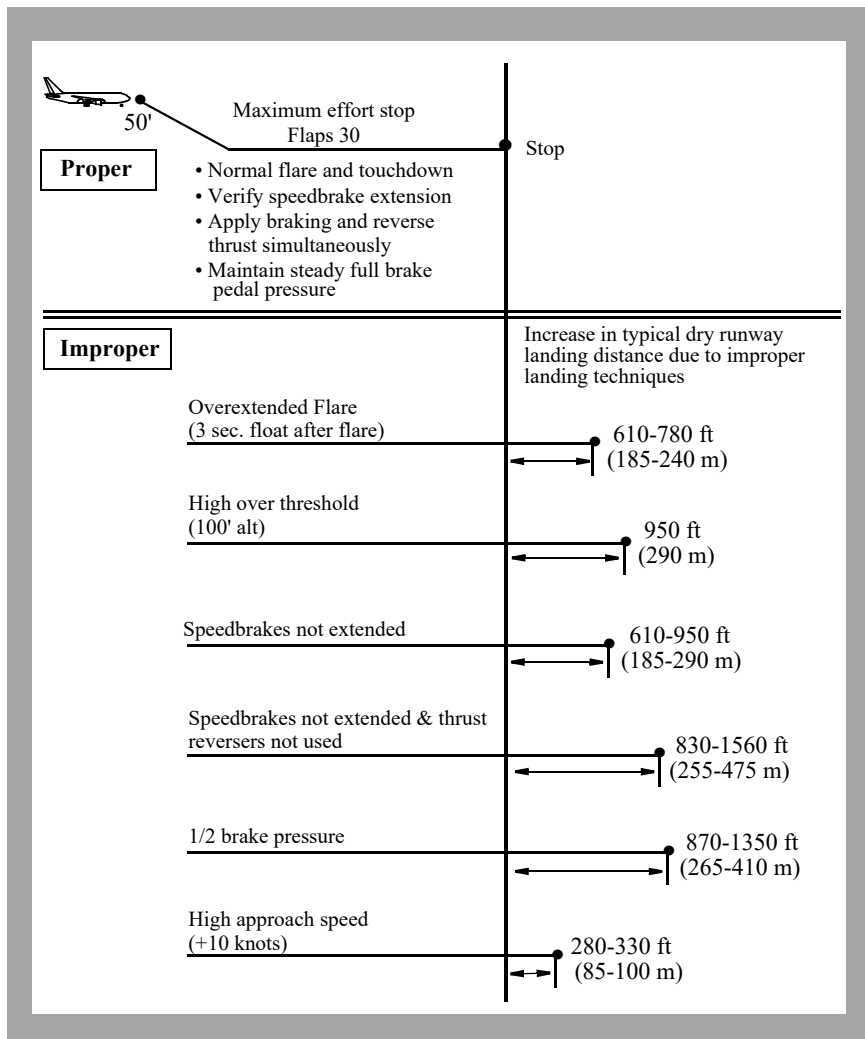 50'
Maximum effort stop
Flaps 30
Stop
Proper
• Normal flare and touchdown
• Verify speedbrake extension
• Apply braking and reverse
thrust simultaneously
• Maintain steady full brake
pedal pressure
Improper
Increase in typical dry runway
landing distance due to improper
landing techniques
Overextended Flare
(3 sec. float after flare)
610-780 ft
(185-240 m)
High over threshold
(100' alt)
950 ft
(290 m)
Speedbrakes not extended
610-950 ft
(185-290 m)
Speedbrakes not extended & thrust
reversers not used
830-1560 ft
(255-475 m)
1/2 brake pressure
870-1350 ft
(265-410 m)
High approach speed
(+10 knots)
280-330 ft
(85-100 m)